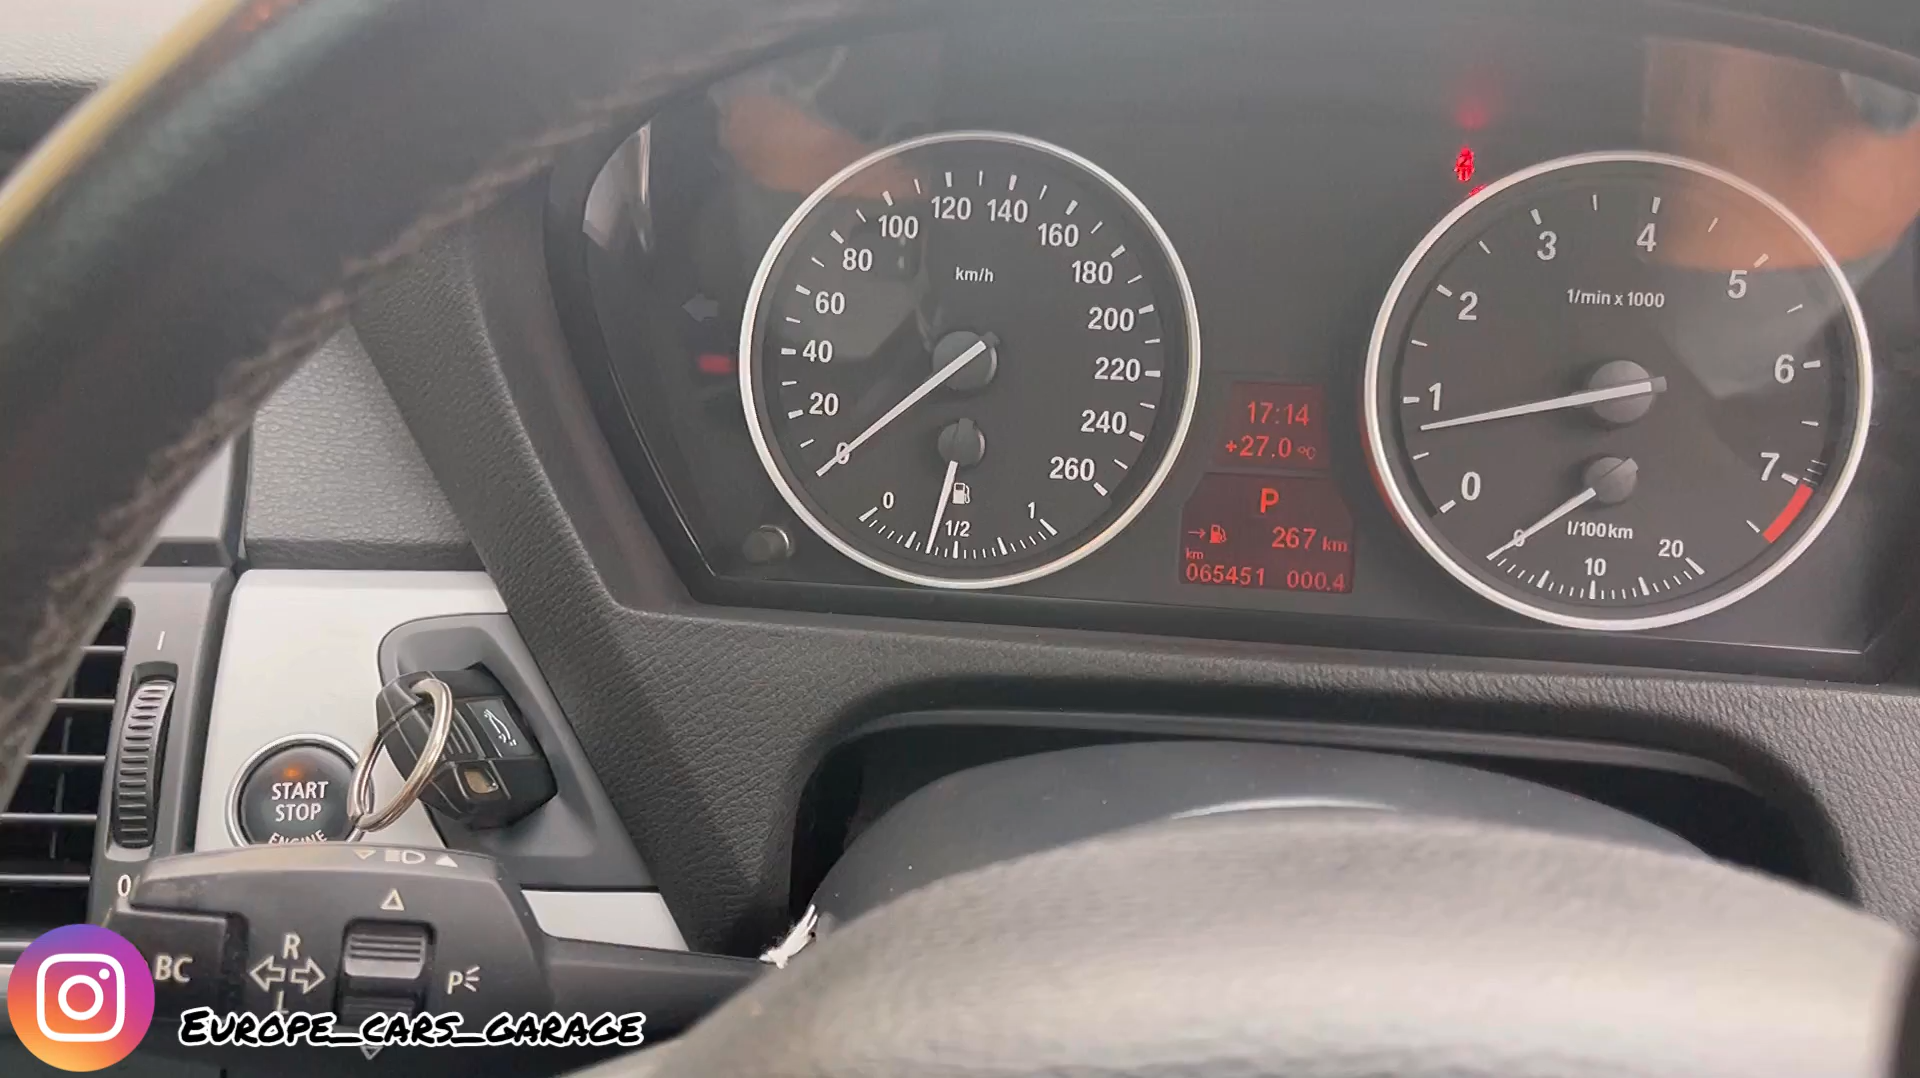 0
20
40
60
80
100
120
140
160
180
200
220
240
260
km/h
0
1/2
1
17:14
+27.0 °C
P
267 km
km
065451 000.4
0
1
2
3
4
5
6
7
1/min x 1000
0
10
20
l/100km
START
STOP
ENGINE
0
BC
R
L
P
Europe_cars_garage